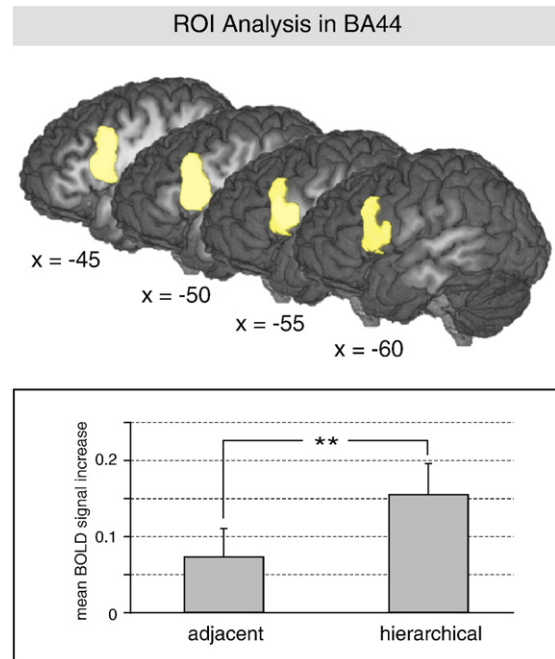 ROI Analysis in BA44
x = -45
x = -50
x = -55
x = -60
mean BOLD signal increase
0.2
0.1
0
**
adjacent
hierarchical